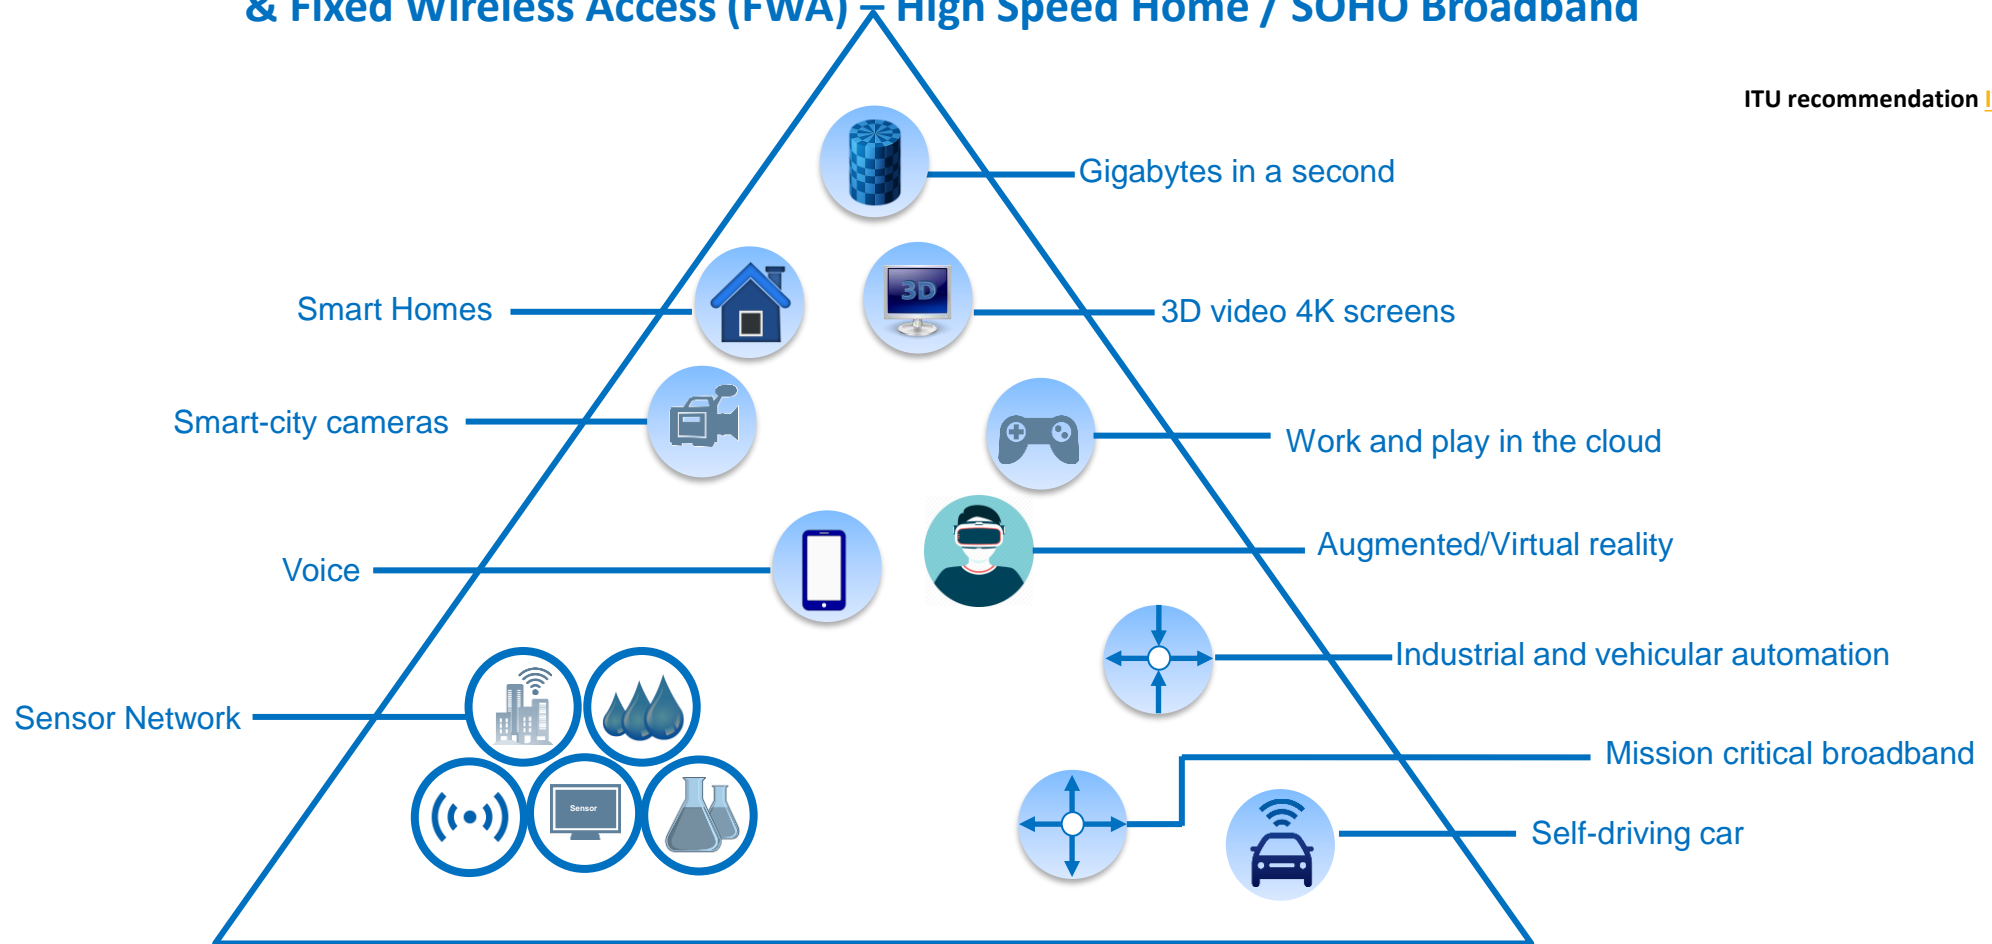 & Fixed Wireless Access (FWA) – High Speed Home / SOHO Broadband
ITU recommendation I
Gigabytes in a second
3D
Smart Homes
3D video 4K screens
Smart-city cameras
Work and play in the cloud
Augmented/Virtual reality
Voice
Industrial and vehicular automation
Sensor Network
Mission critical broadband
Sensor
Self-driving car